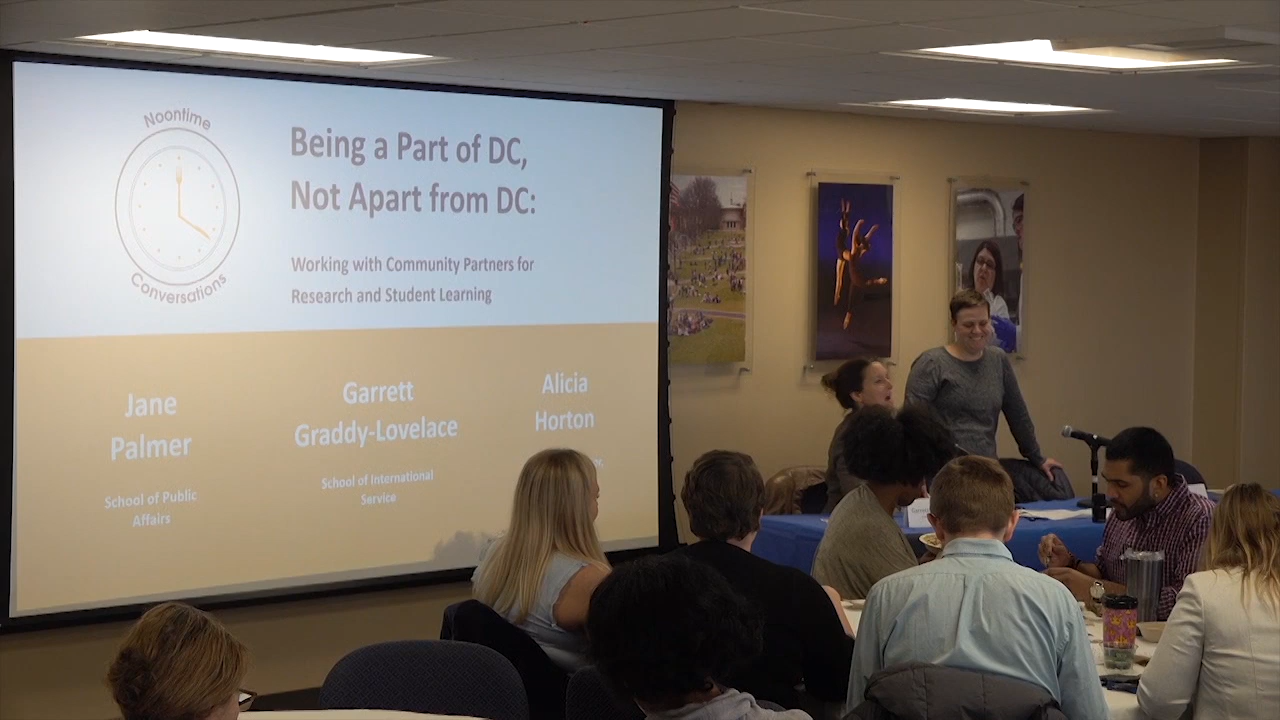 Noontime
Conversations
Being a Part of DC,
Not Apart from DC:
Working with Community Partners for
Research and Student Learning
Jane
Palmer
School of Public
Affairs
Garrett
Graddy-Lovelace
School of International
Service
Alicia
Horton